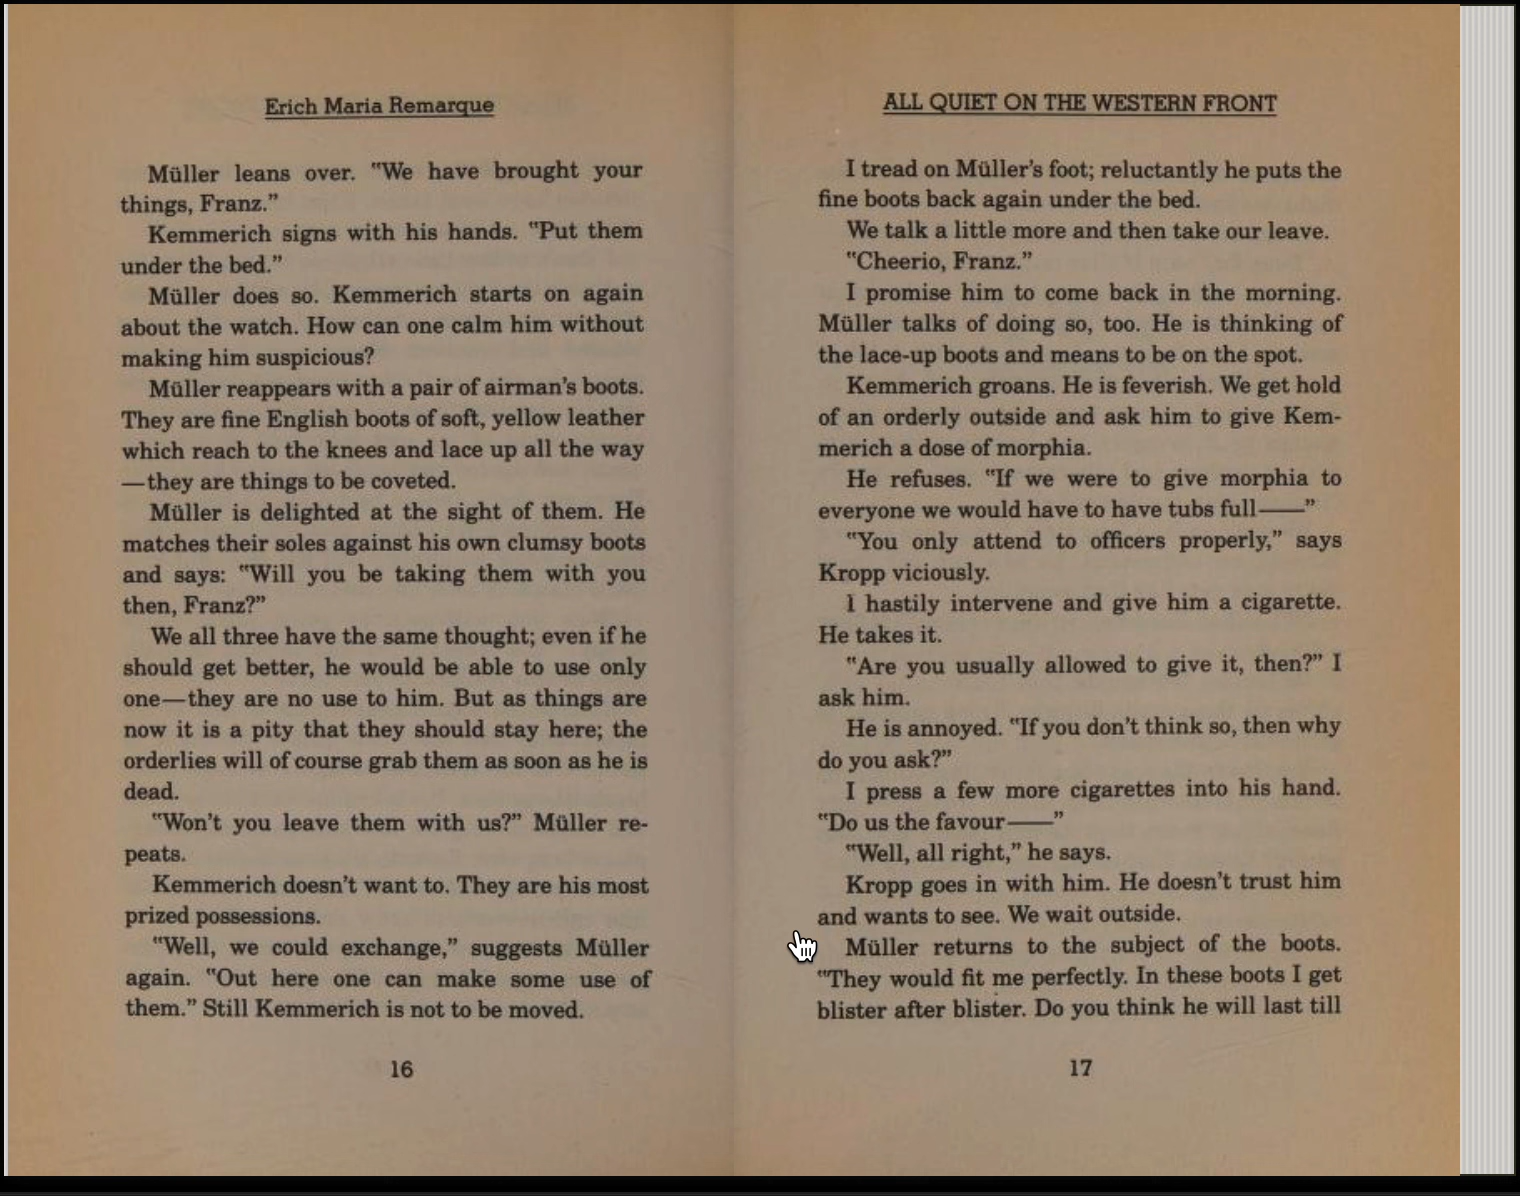 Erich Maria Remarque
Müller leans over. "We have brought your
things, Franz."
Kemmerich signs with his hands. "Put them
under the bed."
Müller does so. Kemmerich starts on again
about the watch. How can one calm him without
making him suspicious?
Müller reappears with a pair of airman's boots.
They are fine English boots of soft, yellow leather
which reach to the knees and lace up all the way
—they are things to be coveted.
Müller is delighted at the sight of them. He
matches their soles against his own clumsy boots
and says: "Will you be taking them with you
then, Franz?"
We all three have the same thought; even if he
should get better, he would be able to use only
one—they are no use to him. But as things are
now it is a pity that they should stay here; the
orderlies will of course grab them as soon as he is
dead.
"Won't you leave them with us?" Müller re-
peats.
Kemmerich doesn't want to. They are his most
prized possessions.
"Well, we could exchange," suggests Müller
again. "Out here one can make some use of
them." Still Kemmerich is not to be moved.
16
ALL QUIET ON THE WESTERN FRONT
I tread on Müller's foot; reluctantly he puts the
fine boots back again under the bed.
We talk a little more and then take our leave.
"Cheerio, Franz."
I promise him to come back in the morning.
Müller talks of doing so, too. He is thinking of
the lace-up boots and means to be on the spot.
Kemmerich groans. He is feverish. We get hold
of an orderly outside and ask him to give Kem-
merich a dose of morphia.
He refuses. "If we were to give morphia to
everyone we would have to have tubs full——"
"You only attend to officers properly," says
Kropp viciously.
I hastily intervene and give him a cigarette.
He takes it.
"Are you usually allowed to give it, then?" I
ask him.
He is annoyed. "If you don't think so, then why
do you ask?"
I press a few more cigarettes into his hand.
"Do us the favour——"
"Well, all right," he says.
Kropp goes in with him. He doesn't trust him
and wants to see. We wait outside.
Müller returns to the subject of the boots.
"They would fit me perfectly. In these boots I get
blister after blister. Do you think he will last till
17